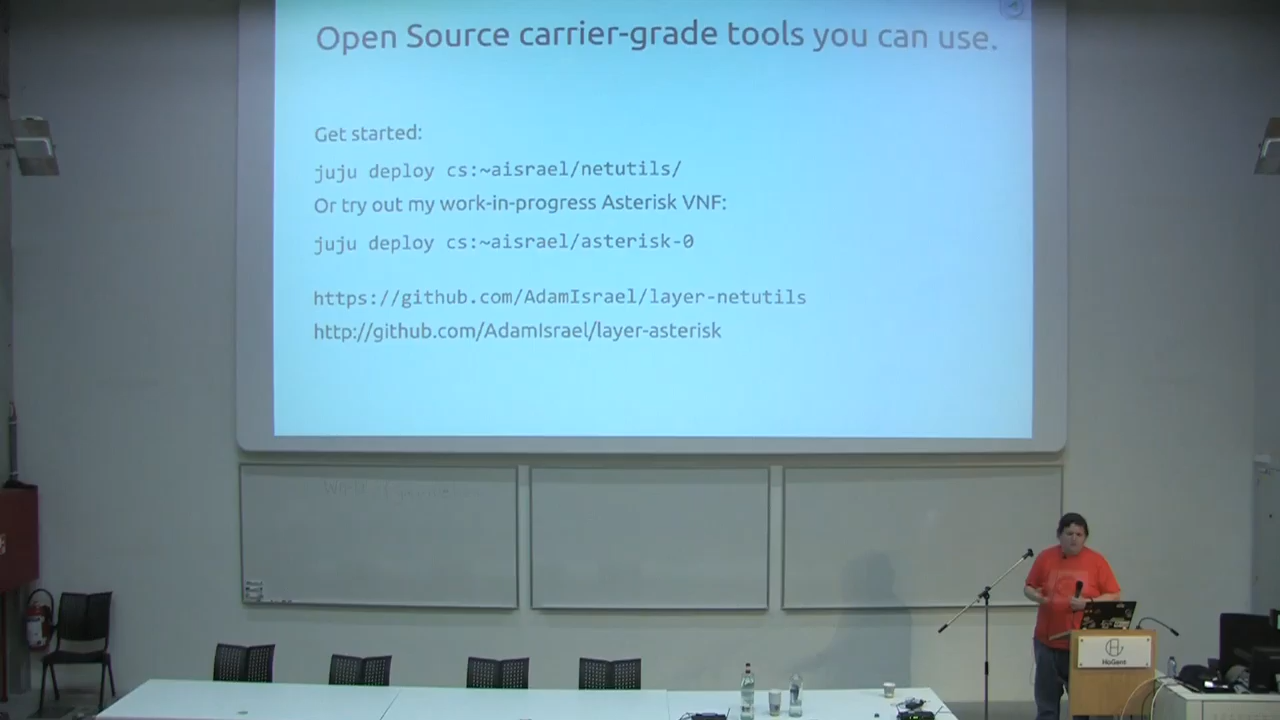 Open Source carrier-grade tools you can use.
Get started:
juju deploy cs:~aisrael/netutils/
Or try out my work-in-progress Asterisk VNF:
juju deploy cs:~aisrael/asterisk-0
https://github.com/AdamIsrael/layer-netutils
http://github.com/AdamIsrael/layer-asterisk
HoGent